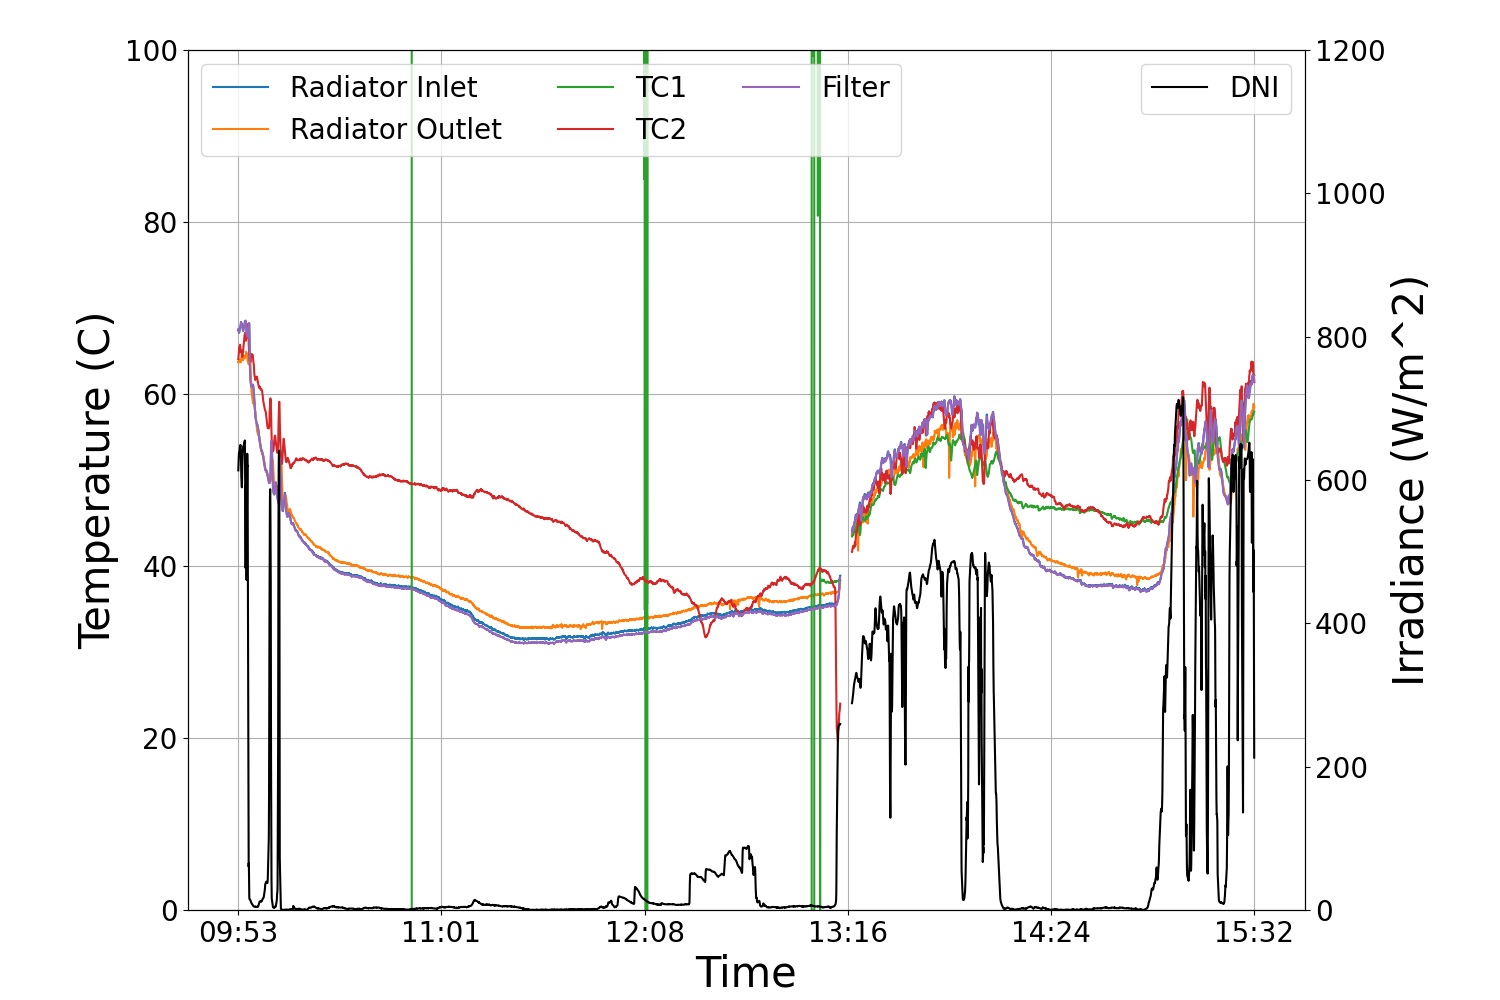 100
80
60
40
20
0
Temperature (C)
Radiator Inlet
Radiator Outlet
TC1
TC2
Filter
DNI
1200
1000
800
600
400
200
0
Irradiance (W/m^2)
09:53 11:01 12:08 13:16 14:24 15:32
Time